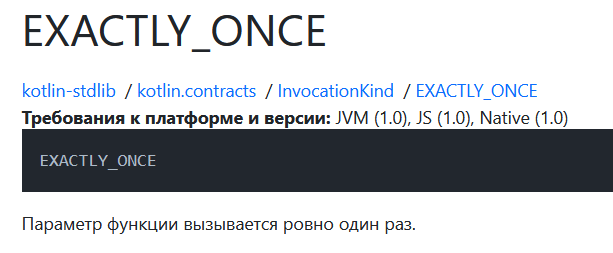 EXACTLY_ONCE
kotlin-stdlib / kotlin.contracts / InvocationKind / EXACTLY_ONCE
Требования к платформе и версии: JVM (1.0), JS (1.0), Native (1.0)
EXACTLY_ONCE
Параметр функции вызывается ровно один раз.